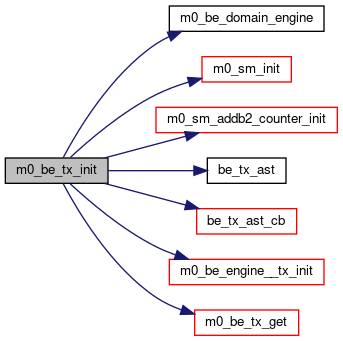 m0_be_tx_init
m0_be_domain_engine
m0_sm_init
m0_sm_addb2_counter_init
be_tx_ast
be_tx_ast_cb
m0_be_engine__tx_init
m0_be_tx_get